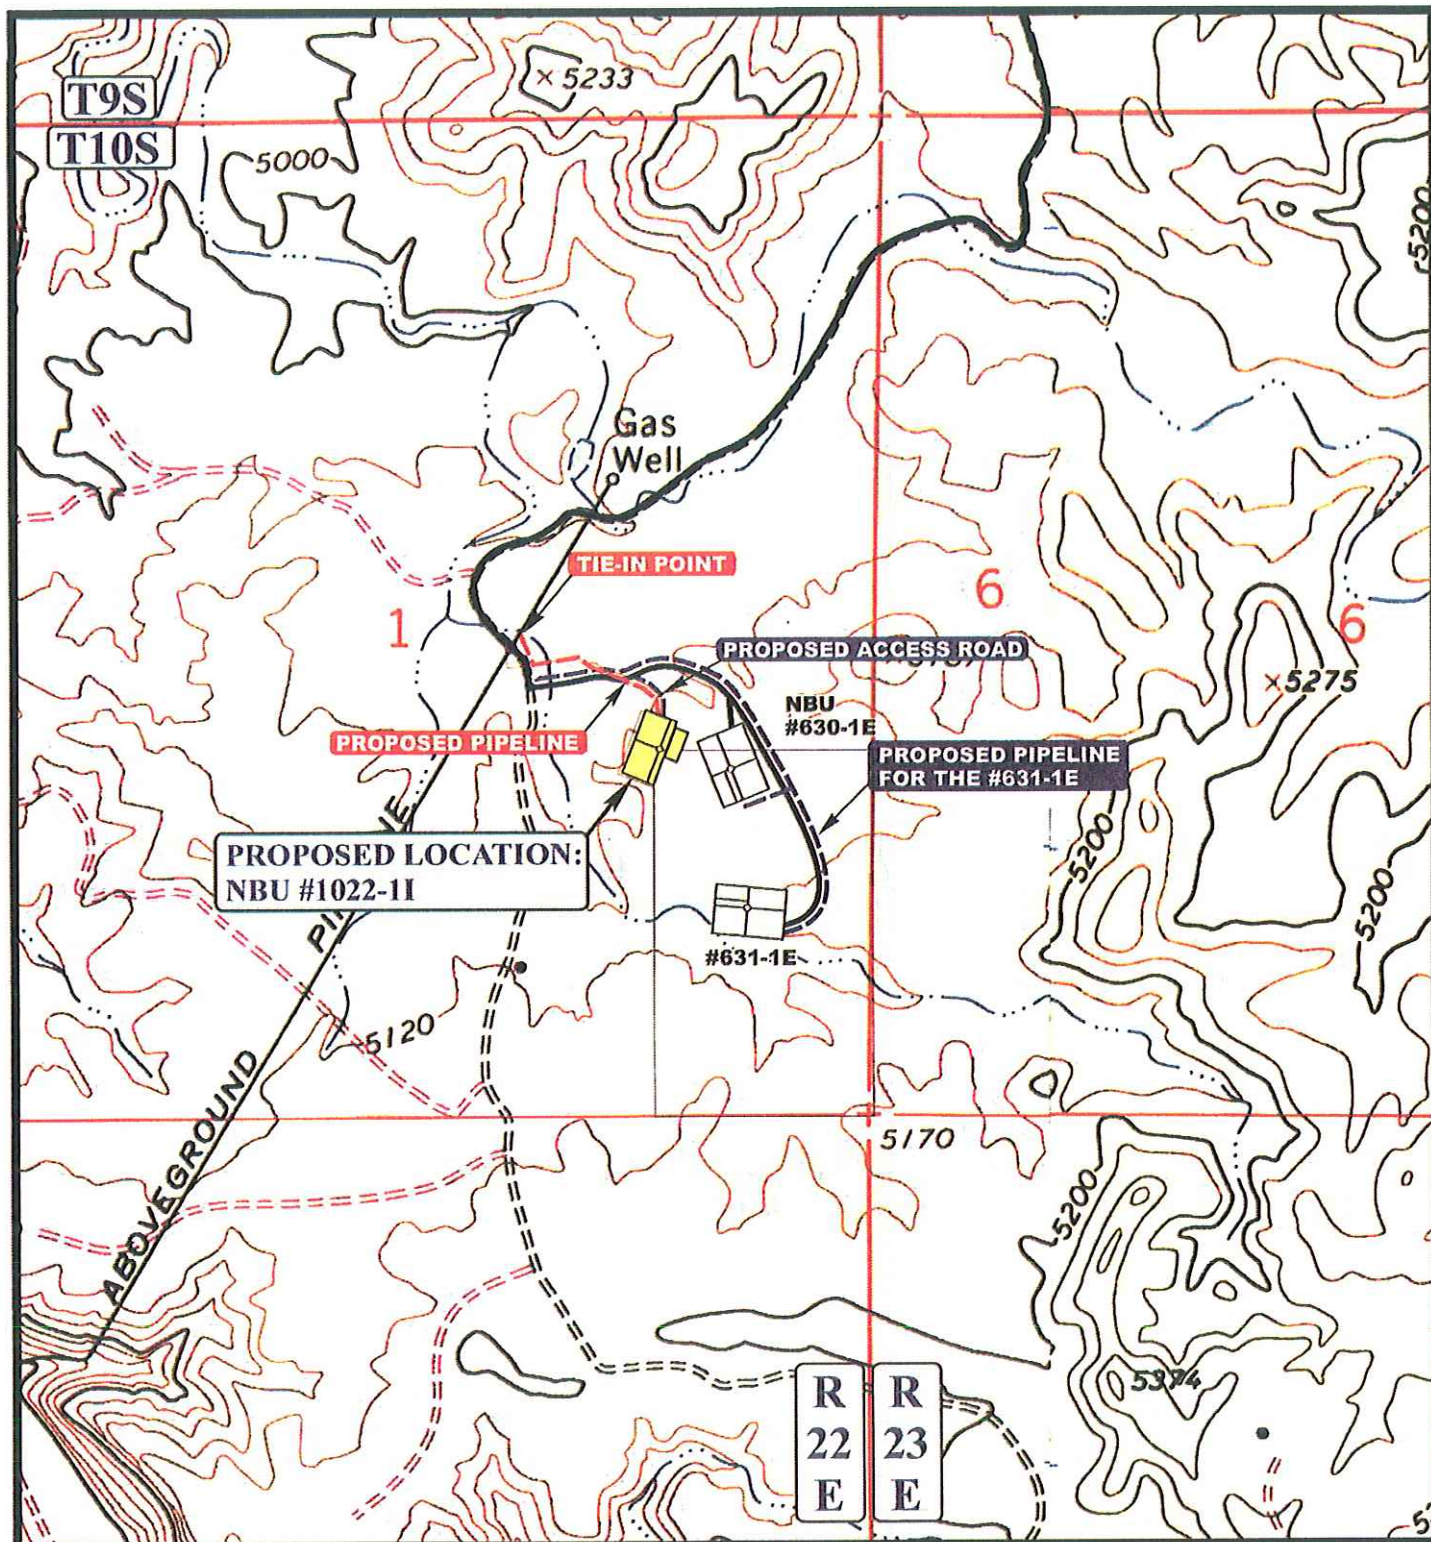 T9S
T10S
×5233
5000
5200
Gas
Well
TIE-IN POINT
1
6
6
PROPOSED ACCESS ROAD
×5275
NBU
#630-1E
PROPOSED PIPELINE
PROPOSED PIPELINE
FOR THE #631-1E
PROPOSED LOCATION:
NBU #1022-1I
5200
5200
#631-1E
5120
ABOVEGROUND
5170
5200
5374
R
22
E
R
23
E